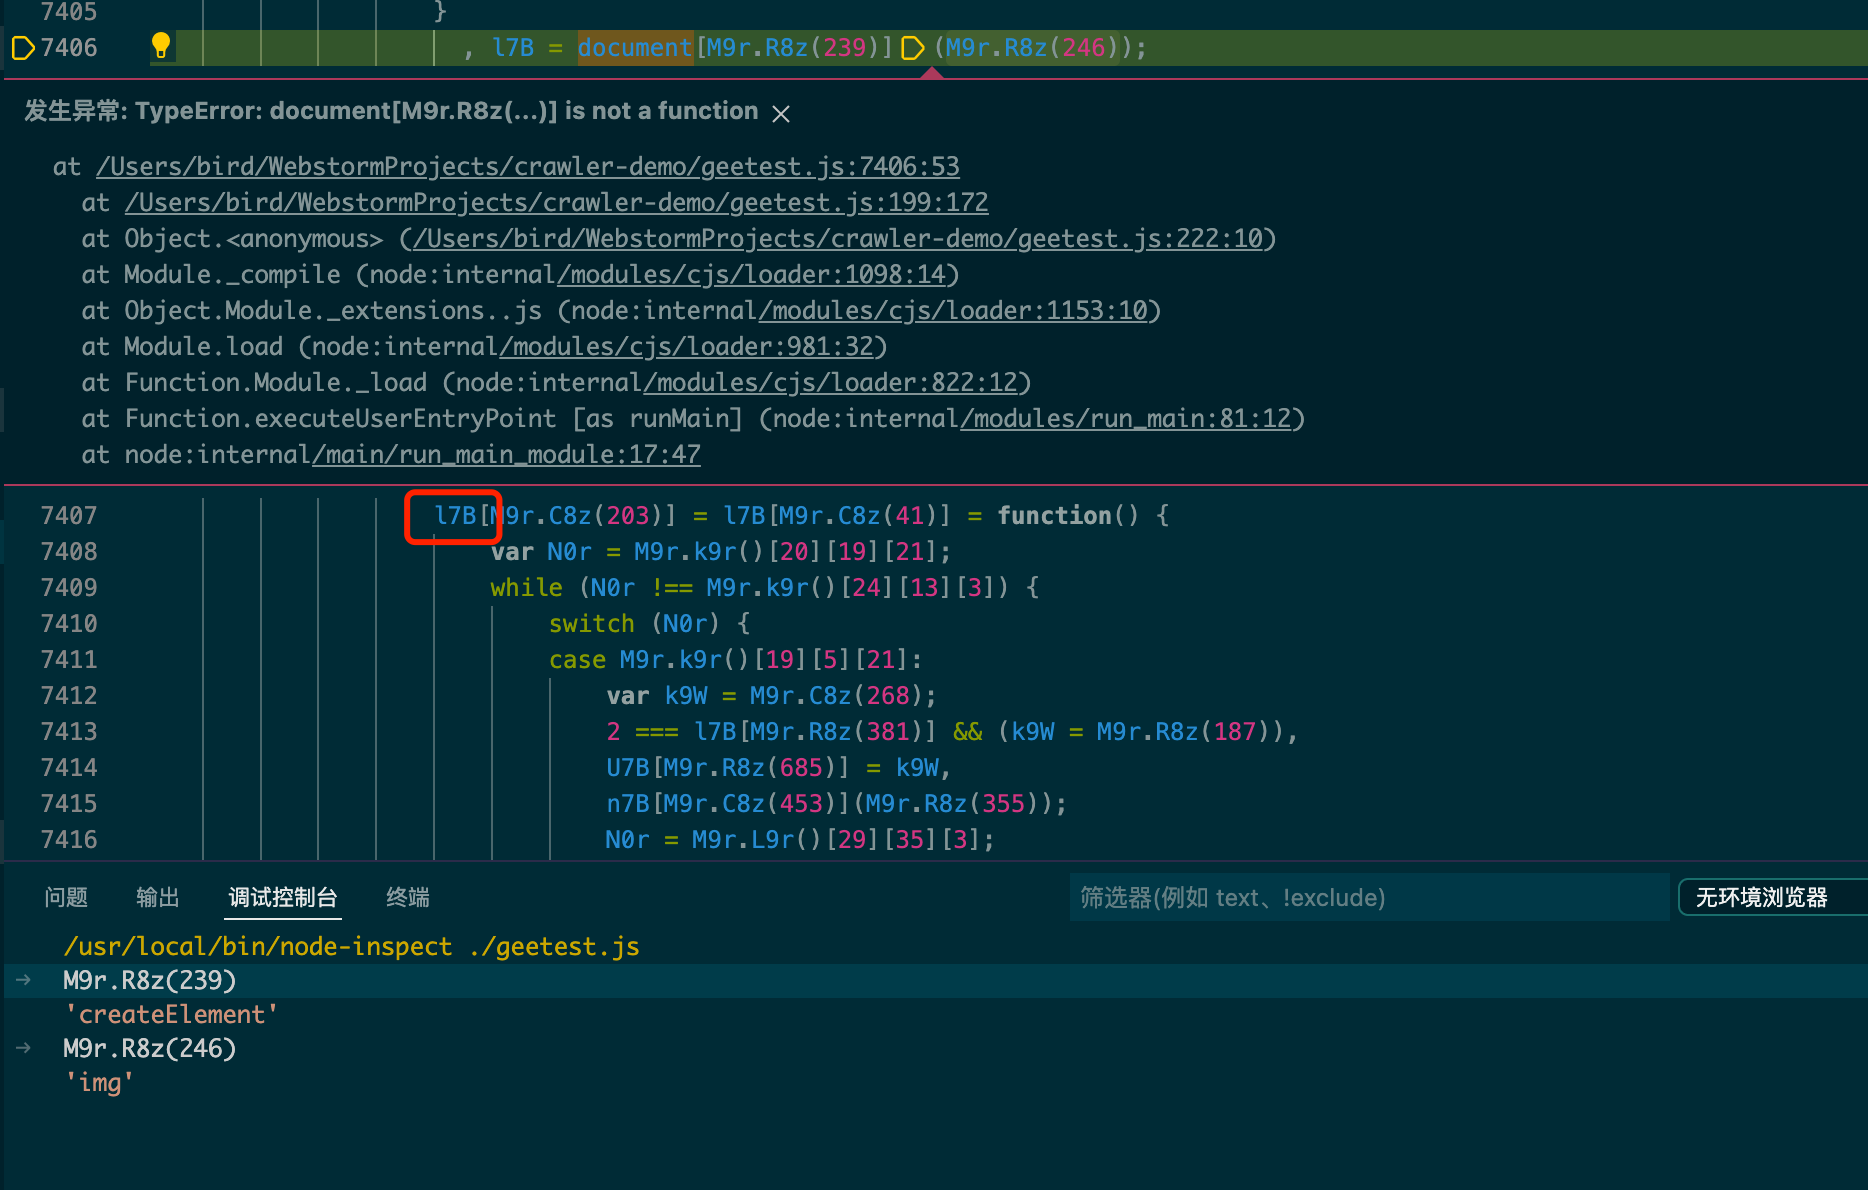 7405 }
7406 , l7B = document[M9r.R8z(239)] (M9r.R8z(246));
发生异常: TypeError: document[M9r.R8z(...)] is not a function
at /Users/bird/WebstormProjects/crawler-demo/geetest.js:7406:53
at /Users/bird/WebstormProjects/crawler-demo/geetest.js:199:172
at Object.<anonymous> (/Users/bird/WebstormProjects/crawler-demo/geetest.js:222:10)
at Module._compile (node:internal/modules/cjs/loader:1098:14)
at Object.Module._extensions..js (node:internal/modules/cjs/loader:1153:10)
at Module.load (node:internal/modules/cjs/loader:981:32)
at Function.Module._load (node:internal/modules/cjs/loader:822:12)
at Function.executeUserEntryPoint [as runMain] (node:internal/modules/run_main:81:12)
at node:internal/main/run_main_module:17:47
7407 l7B[M9r.C8z(203)] = l7B[M9r.C8z(41)] = function() {
7408 var N0r = M9r.k9r()[20][19][21];
7409 while (N0r !== M9r.k9r()[24][13][3]) {
7410 switch (N0r) {
7411 case M9r.k9r()[19][5][21]:
7412 var k9W = M9r.C8z(268);
7413 2 === l7B[M9r.R8z(381)] && (k9W = M9r.R8z(187)),
7414 U7B[M9r.R8z(685)] = k9W,
7415 n7B[M9r.C8z(453)](M9r.R8z(355));
7416 N0r = M9r.L9r()[29][35][3];
问题 输出 调试控制台 终端 筛选器(例如 text、!exclude) 无环境浏览器
/usr/local/bin/node-inspect ./geetest.js
→ M9r.R8z(239)
'createElement'
→ M9r.R8z(246)
'img'